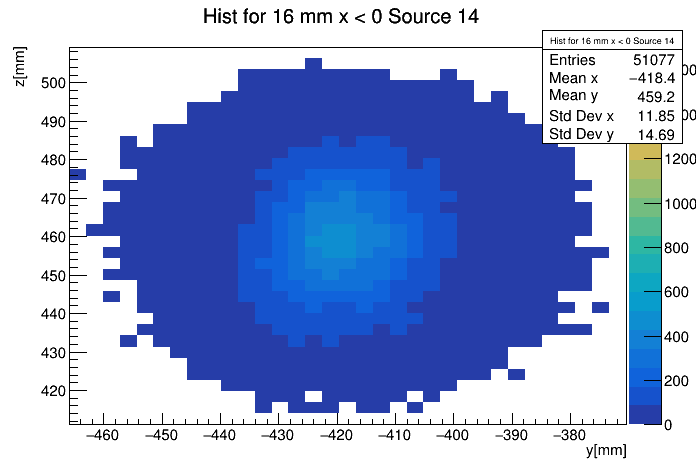 Hist for 16 mm x < 0 Source 14
Hist for 16 mm x < 0 Source 14
Entries 51077
Mean x −418.4
Mean y 459.2
Std Dev x 11.85
Std Dev y 14.69
z[mm]
500
490
480
470
460
450
440
430
420
1200
1000
800
600
400
200
0
−460 −450 −440 −430 −420 −410 −400 −390 −380
y[mm]